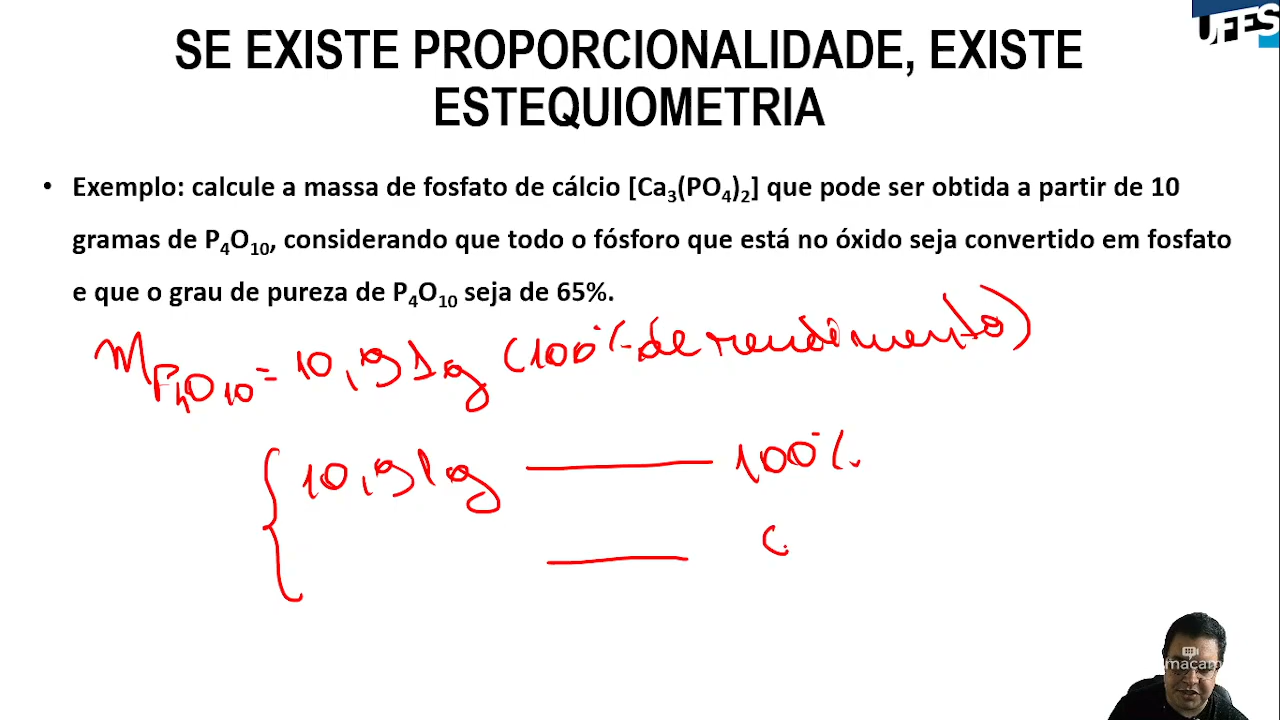 UFES
SE EXISTE PROPORCIONALIDADE, EXISTE
ESTEQUIOMETRIA
• Exemplo: calcule a massa de fosfato de cálcio [Ca₃(PO₄)₂] que pode ser obtida a partir de 10
gramas de P₄O₁₀, considerando que todo o fósforo que está no óxido seja convertido em fosfato
e que o grau de pureza de P₄O₁₀ seja de 65%.
m P₄O₁₀ = 10,91g (100% de rendimento)
10,91g — 100%